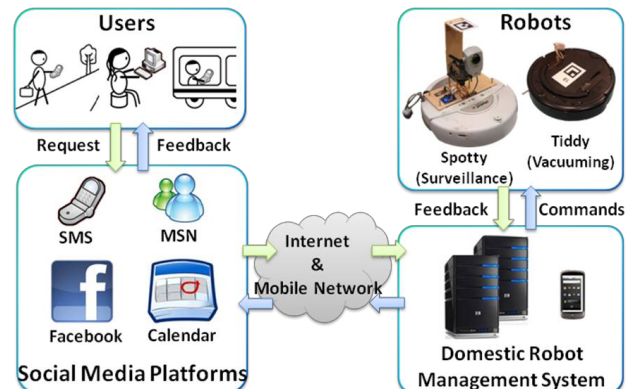 Users
Request
Feedback
SMS
MSN
Facebook
Calendar
Social Media Platforms
Internet
&
Mobile Network
Robots
Spotty
(Surveillance)
Tiddy
(Vacuuming)
Feedback
Commands
Domestic Robot
Management System